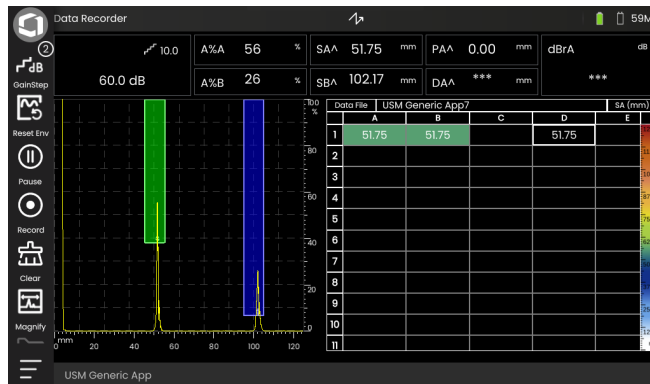 Data Recorder
59M
2
dB
GainStep
10.0
60.0 dB
A%A 56 %
A%B 26 %
SA^ 51.75 mm
SB^ 102.17 mm
PA^ 0.00 mm
DA^ *** mm
dBrA dB
***
Reset Env
Pause
Record
Clear
Magnify
100
%
80
60
40
20
0
mm 20 40 60 80 100 120
Data File USM Generic App7 SA (mm)
A B C D E
1 51.75 51.75 51.75
2
3
4
5
6
7
8
9
10
11
USM Generic App